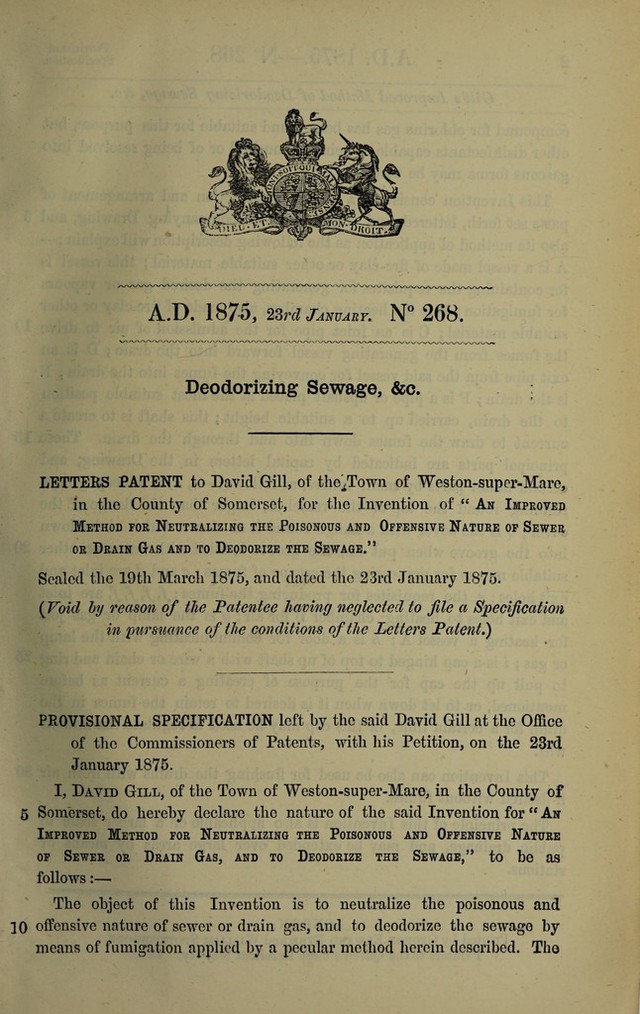 DIEU ET MON DROIT
A.D. 1875, 23rd JANUARY. No 268.
Deodorizing Sewage, &c.
LETTERS PATENT to David Gill, of the Town of Weston-super-Mare,
in the County of Somerset, for the Invention of “ AN IMPROVED
METHOD FOR NEUTRALIZING THE POISONOUS AND OFFENSIVE NATURE OF SEWER
OR DRAIN GAS AND TO DEODORIZE THE SEWAGE.”
Sealed the 19th March 1875, and dated the 23rd January 1875.
(Void by reason of the Patentee having neglected to file a Specification
in pursuance of the conditions of the Letters Patent.)
PROVISIONAL SPECIFICATION left by the said David Gill at the Office
of the Commissioners of Patents, with his Petition, on the 23rd
January 1875.
I, DAVID GILL, of the Town of Weston-super-Mare, in the County of
5 Somerset, do hereby declare the nature of the said Invention for “ AN
IMPROVED METHOD FOR NEUTRALIZING THE POISONOUS AND OFFENSIVE NATURE
OF SEWER OR DRAIN GAS, AND TO DEODORIZE THE SEWAGE,” to be as
follows :—
The object of this Invention is to neutralize the poisonous and
10 offensive nature of sewer or drain gas, and to deodorize the sewage by
means of fumigation applied by a pecular method herein described. The